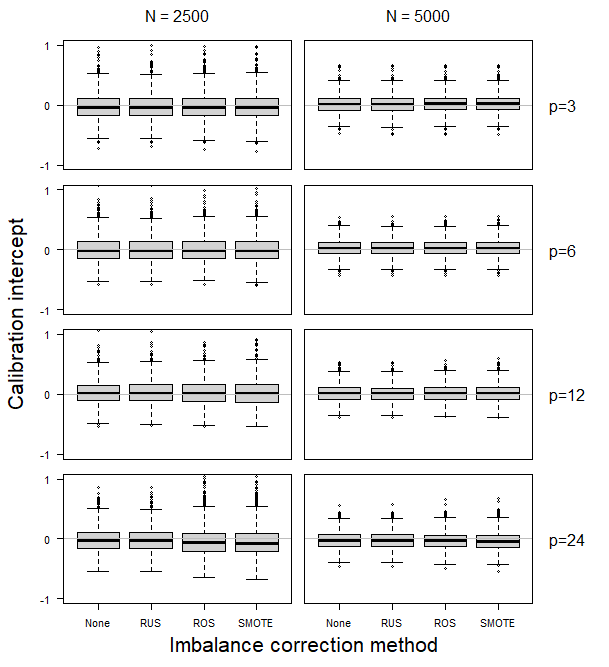 N = 2500 N = 5000
1
0
-1
p=3
1
0
-1
p=6
1
0
-1
p=12
1
0
-1
p=24
Calibration intercept
None RUS ROS SMOTE None RUS ROS SMOTE
Imbalance correction method